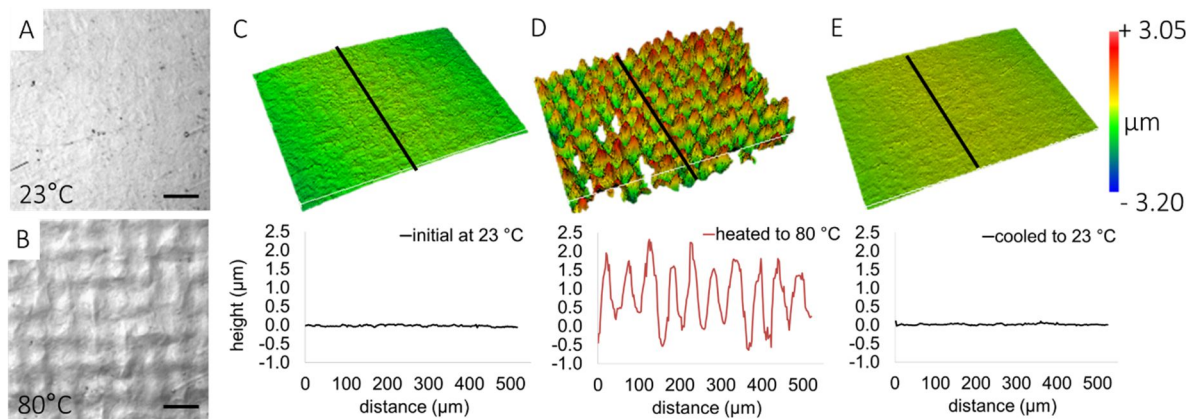 A
23°C
B
80°C
C
D
E
+ 3.05
µm
- 3.20
initial at 23 °C
height (µm)
2.5
2.0
1.5
1.0
0.5
0.0
-0.5
-1.0
0 100 200 300 400 500
distance (µm)
heated to 80 °C
2.5
2.0
1.5
1.0
0.5
0.0
-0.5
-1.0
0 100 200 300 400 500
distance (µm)
cooled to 23 °C
2.5
2.0
1.5
1.0
0.5
0.0
-0.5
-1.0
0 100 200 300 400 500
distance (µm)